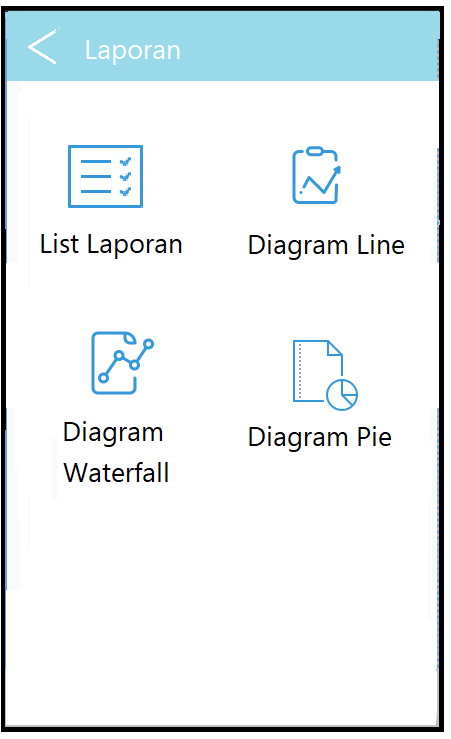 Laporan
List Laporan
Diagram Line
Diagram
Waterfall
Diagram Pie